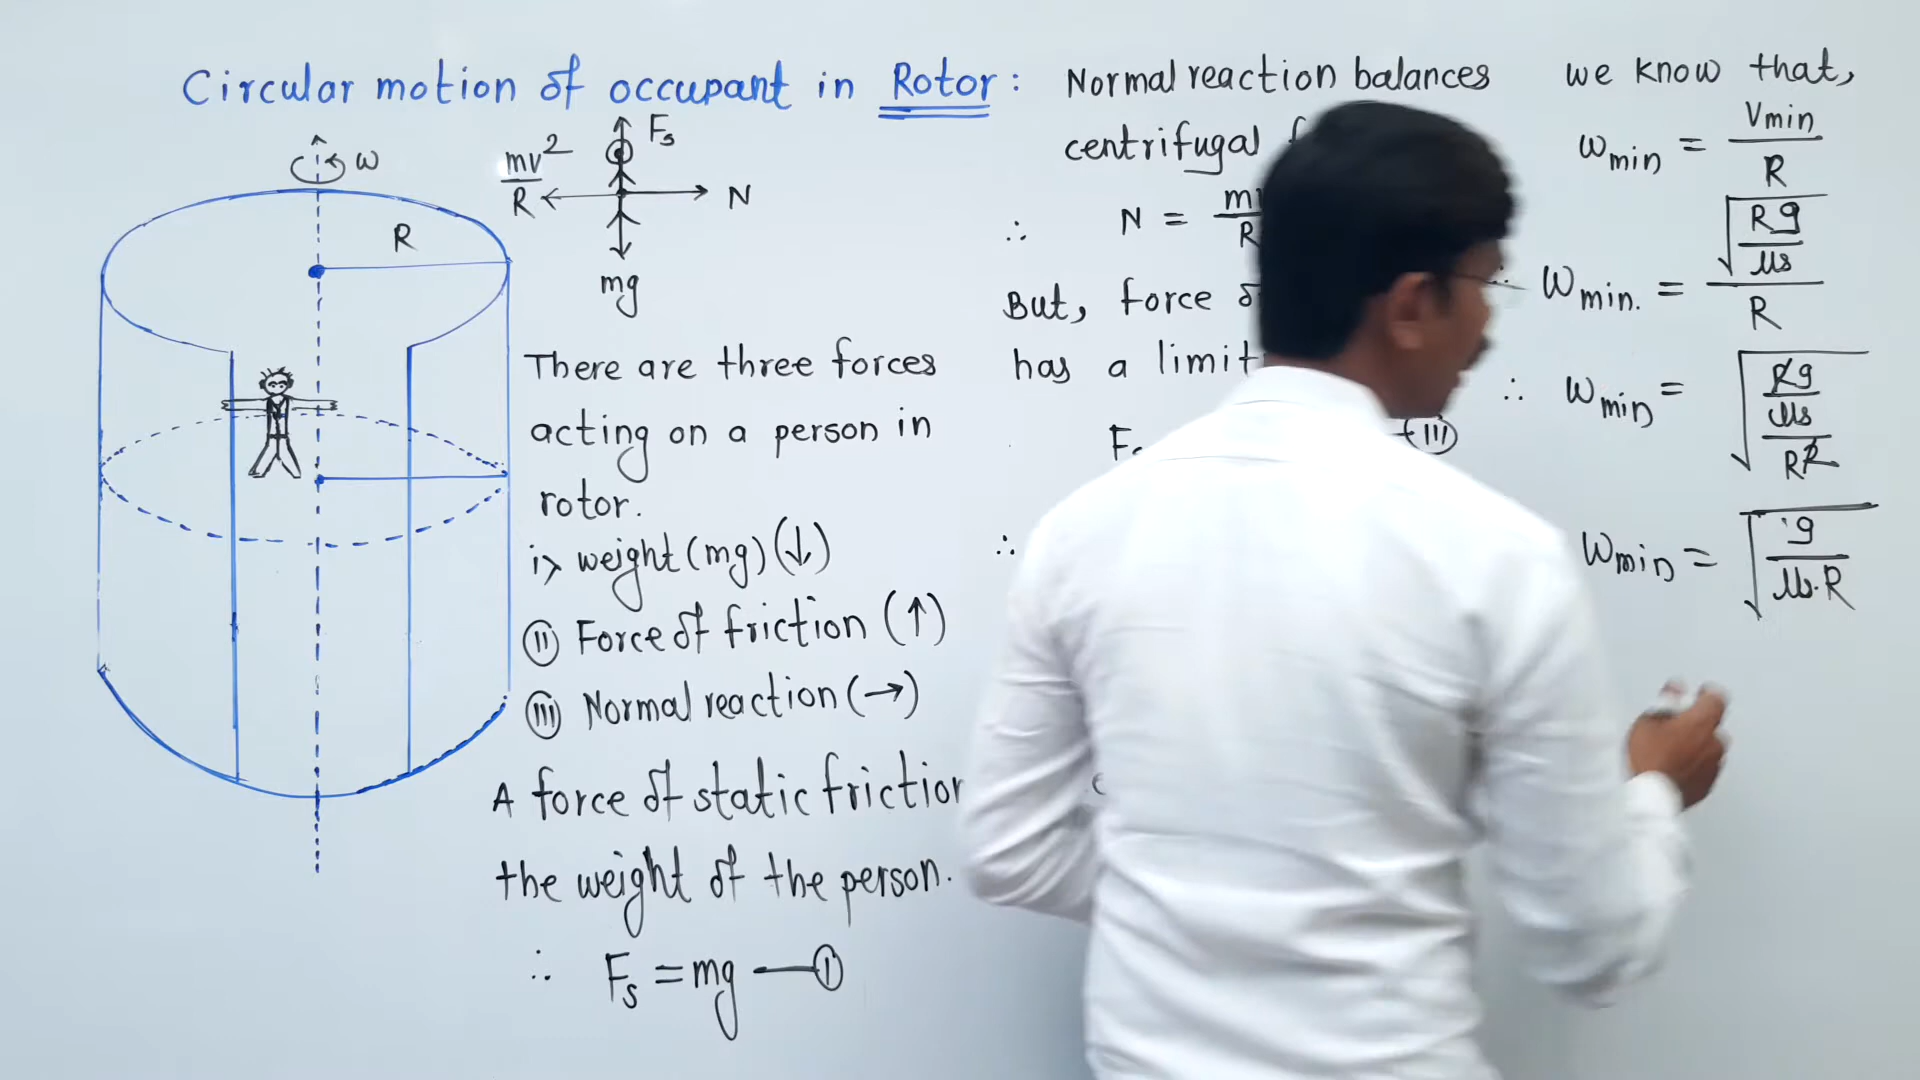 Circular motion of occupant in Rotor :
ω
R
mv²/R
Fs
N
mg
There are three forces
acting on a person in
rotor.
i> weight (mg) (↓)
(II) Force of friction (↑)
(III) Normal reaction (→)
A force of static friction
the weight of the person.
∴ Fs = mg — (I)
Normal reaction balances
centrifugal
∴ N =
But, force
has a limit
(III)
∴
we know that,
ωmin = Vmin/R
∴ ωmin. = √(Rg/μs)/R
∴ ωmin = √((Rg/μs)/(RR))
ωmin = √(g/(μs.R))